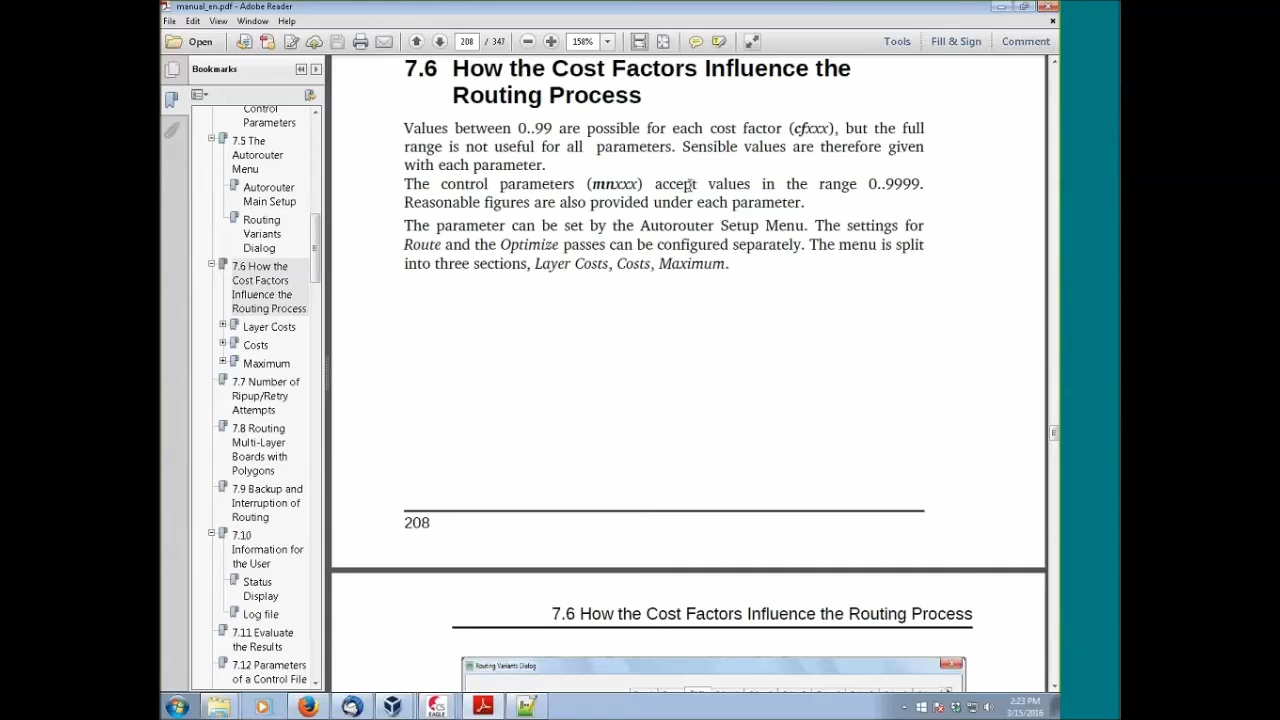 manual_en.pdf - Adobe Reader
File Edit View Window Help
Open 208 / 347 158% Tools Fill & Sign Comment
Bookmarks
Control
Parameters
7.5 The
Autorouter
Menu
Autorouter
Main Setup
Routing
Variants
Dialog
7.6 How the
Cost Factors
Influence the
Routing Process
Layer Costs
Costs
Maximum
7.7 Number of
Ripup/Retry
Attempts
7.8 Routing
Multi-Layer
Boards with
Polygons
7.9 Backup and
Interruption of
Routing
7.10
Information for
the User
Status
Display
Log file
7.11 Evaluate
the Results
7.12 Parameters
of a Control File
7.6 How the Cost Factors Influence the
Routing Process
Values between 0..99 are possible for each cost factor (cfxxx), but the full
range is not useful for all parameters. Sensible values are therefore given
with each parameter.
The control parameters (mnxxx) accept values in the range 0..9999.
Reasonable figures are also provided under each parameter.
The parameter can be set by the Autorouter Setup Menu. The settings for
Route and the Optimize passes can be configured separately. The menu is split
into three sections, Layer Costs, Costs, Maximum.
208
7.6 How the Cost Factors Influence the Routing Process
Routing Variants Dialog
CS
EAGLE
2:23 PM
3/15/2016